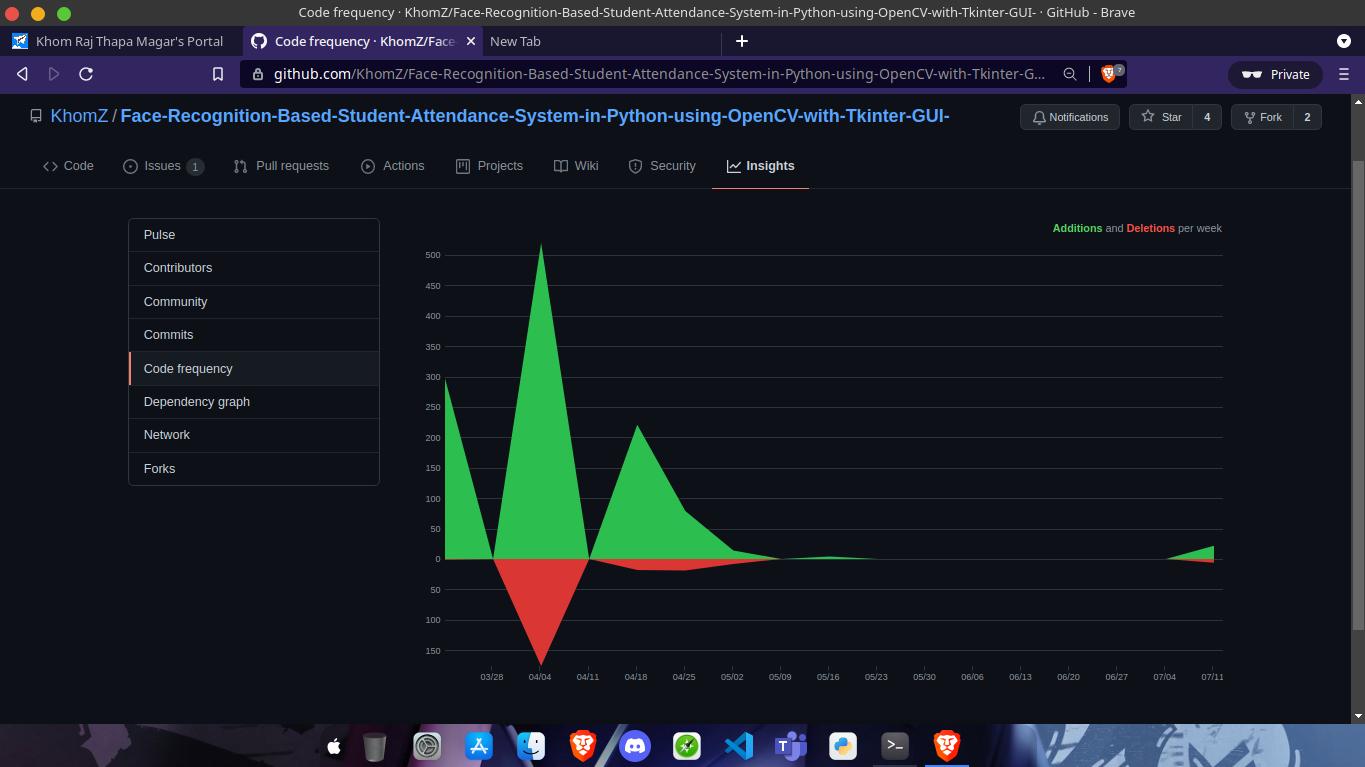 Code frequency · KhomZ/Face-Recognition-Based-Student-Attendance-System-in-Python-using-OpenCV-with-Tkinter-GUI- · GitHub - Brave
Khom Raj Thapa Magar's Portal
Code frequency · KhomZ/Face
New Tab
github.com/KhomZ/Face-Recognition-Based-Student-Attendance-System-in-Python-using-OpenCV-with-Tkinter-G...
?
Private
KhomZ / Face-Recognition-Based-Student-Attendance-System-in-Python-using-OpenCV-with-Tkinter-GUI-
Notifications
Star 4
Fork 2
Code
Issues 1
Pull requests
Actions
Projects
Wiki
Security
Insights
Pulse
Contributors
Community
Commits
Code frequency
Dependency graph
Network
Forks
Additions and Deletions per week
500
450
400
350
300
250
200
150
100
50
0
50
100
150
03/28 04/04 04/11 04/18 04/25 05/02 05/09 05/16 05/23 05/30 06/06 06/13 06/20 06/27 07/04 07/11